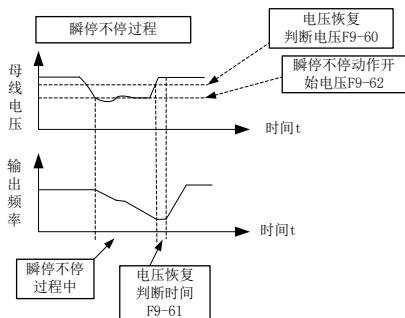 瞬停不停过程
电压恢复
判断电压F9-60
瞬停不停动作开
始电压F9-62
母线电压
时间t
输出频率
时间t
瞬停不停
过程中
电压恢复
判断时间
F9-61